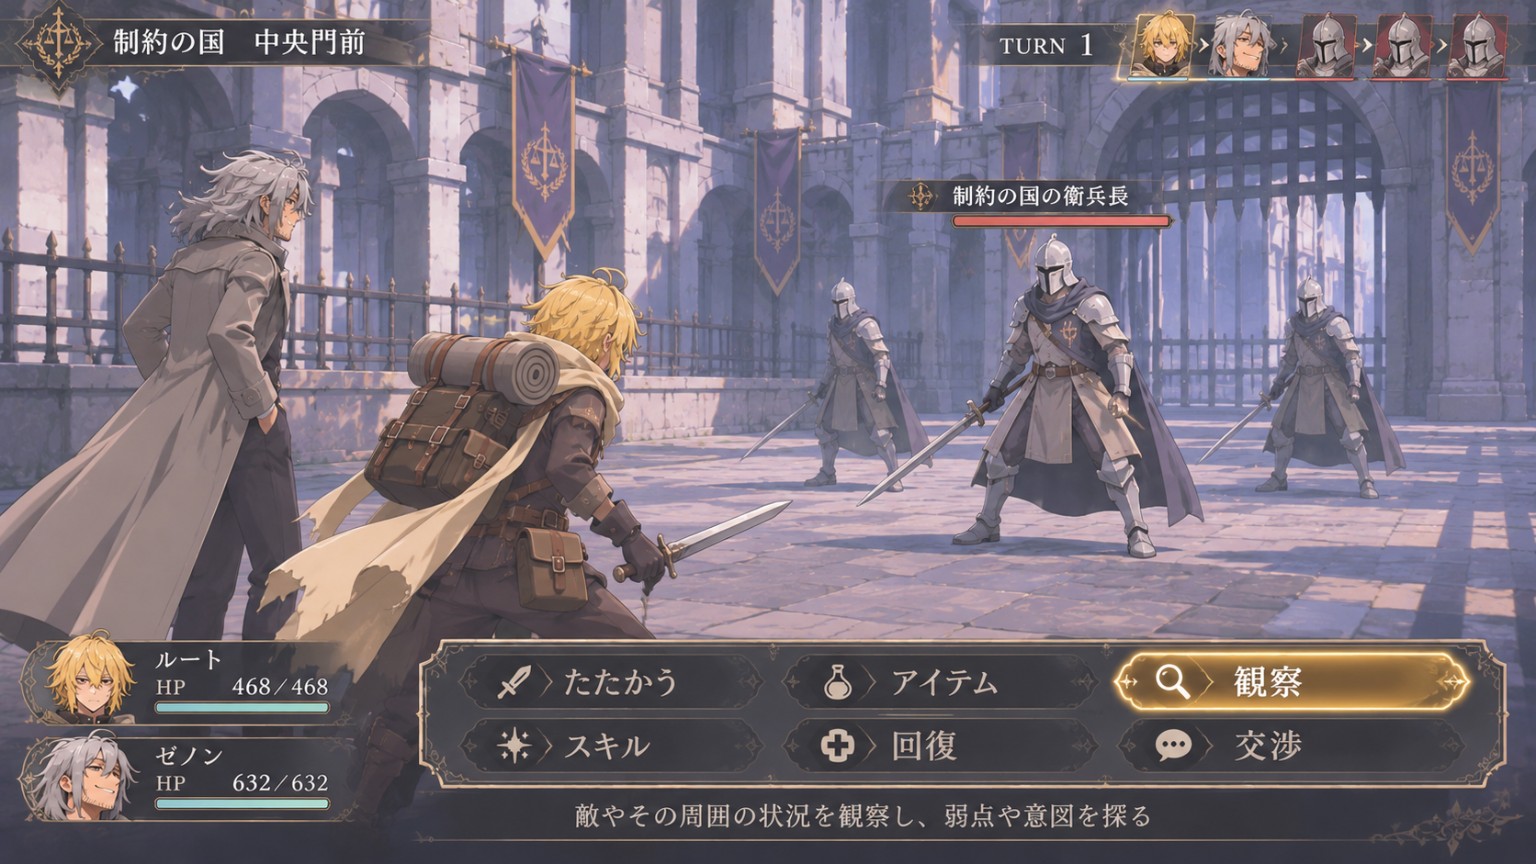 制約の国　中央門前
TURN 1
制約の国の衛兵長
ルート
HP 468/468
ゼノン
HP 632/632
たたかう
アイテム
観察
スキル
回復
交渉
敵やその周囲の状況を観察し、弱点や意図を探る